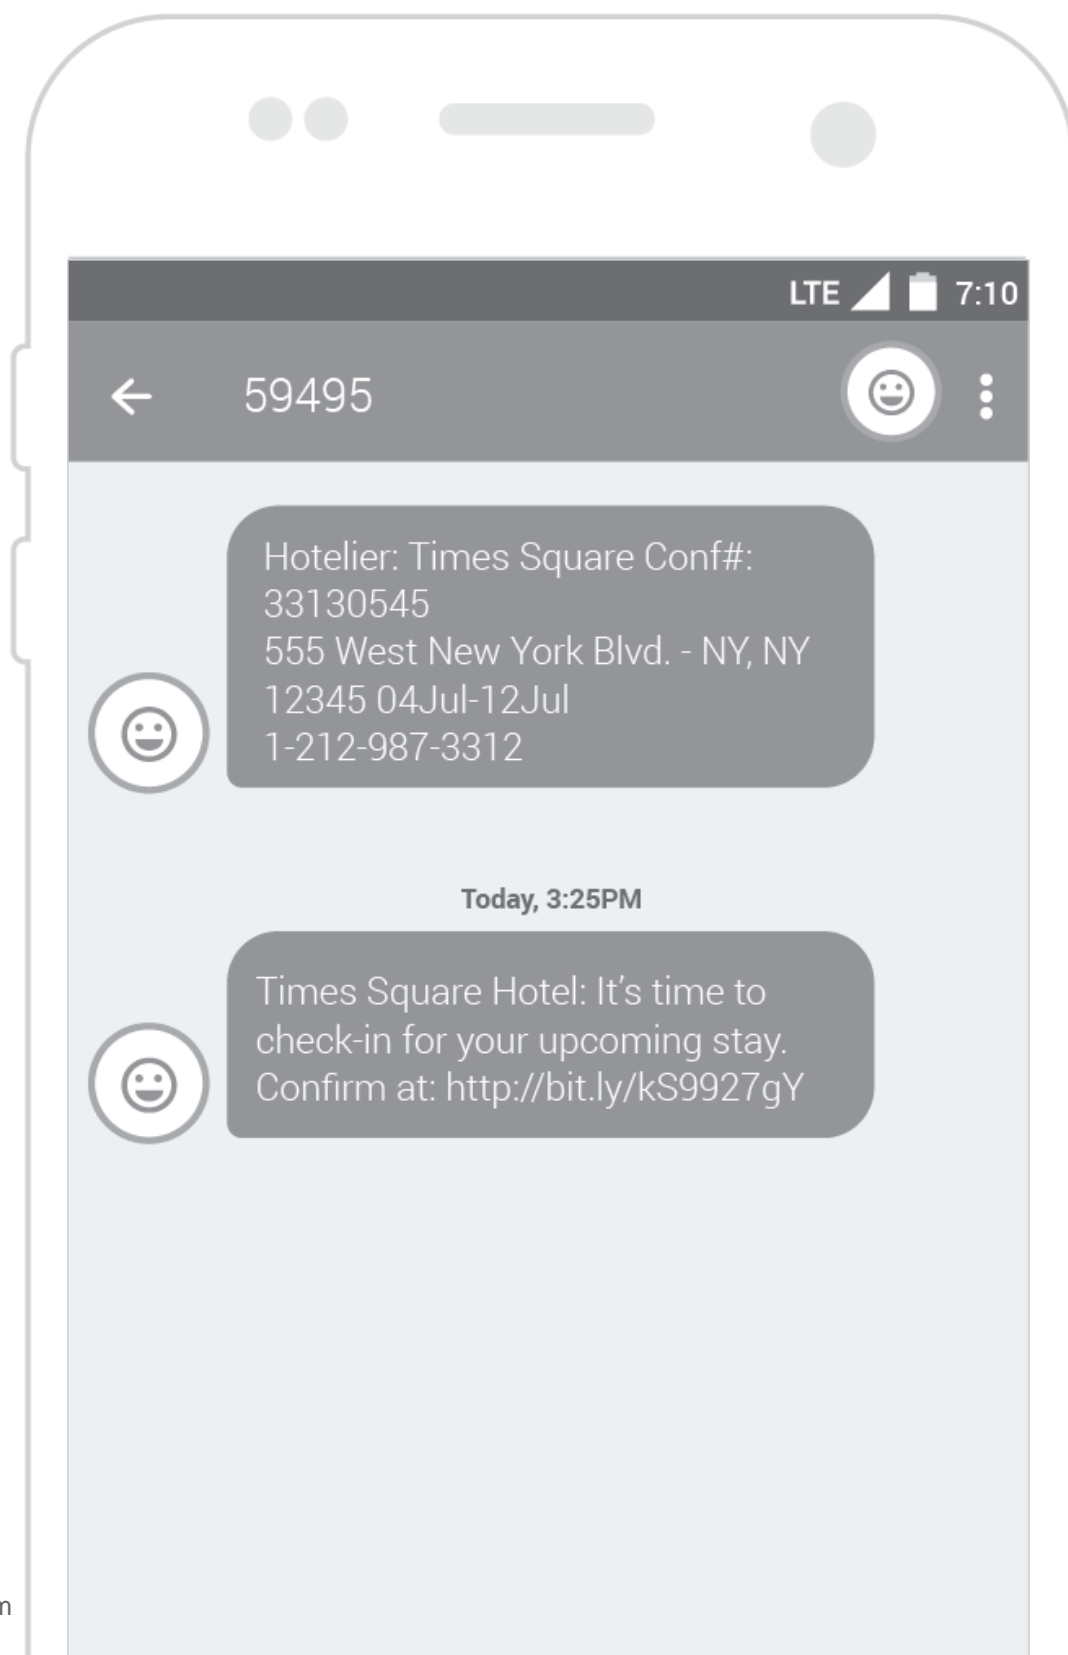 LTE 7:10
59495
Hotelier: Times Square Conf#:
33130545
555 West New York Blvd. - NY, NY
12345 04Jul-12Jul
1-212-987-3312
Today, 3:25PM
Times Square Hotel: It’s time to
check-in for your upcoming stay.
Confirm at: http://bit.ly/kS9927gY